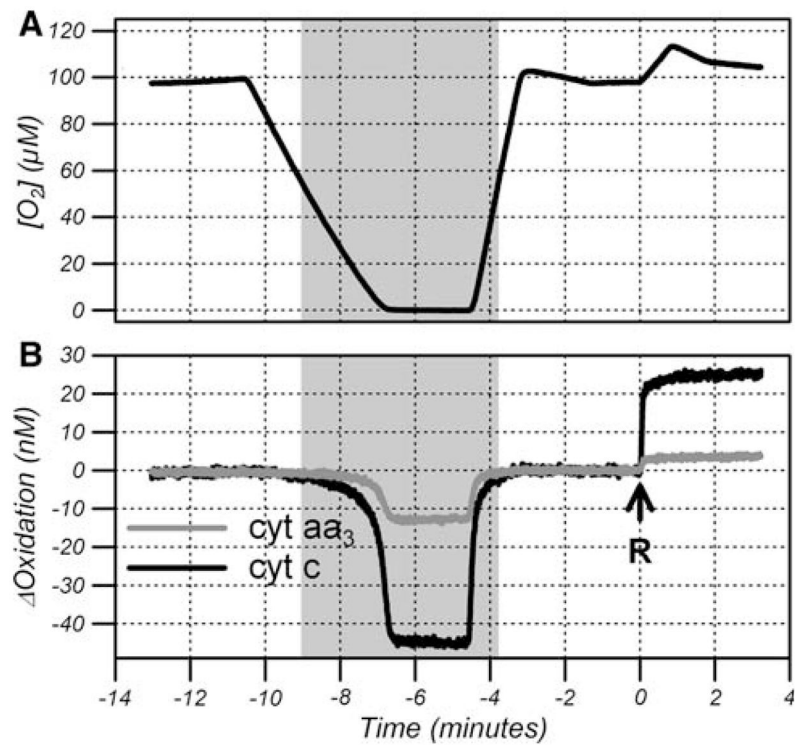 A
[O₂] (µM)
120
100
80
60
40
20
0
B
ΔOxidation (nM)
30
20
10
0
-10
-20
-30
-40
cyt aa₃
cyt c
R
-14 -12 -10 -8 -6 -4 -2 0 2 4
Time (minutes)